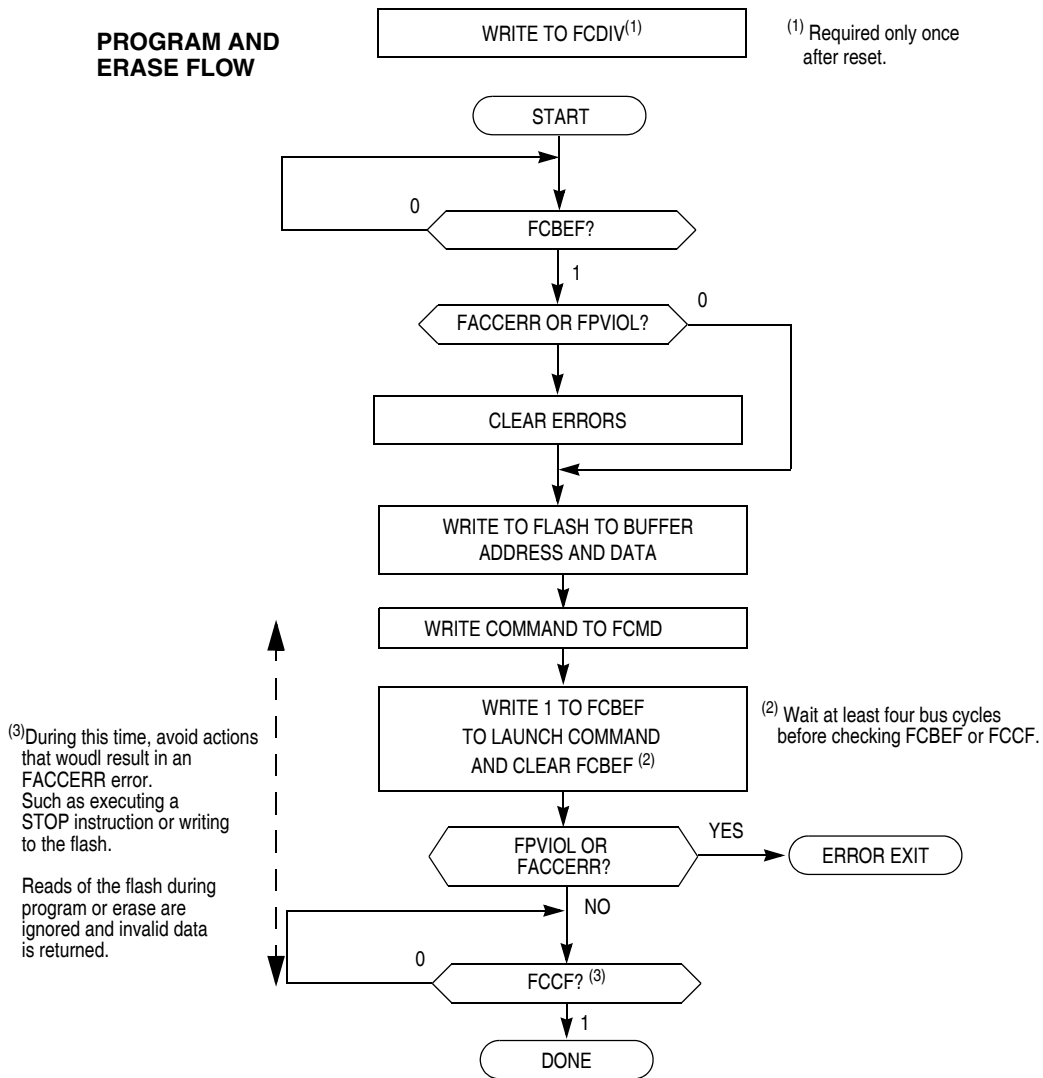 PROGRAM AND
ERASE FLOW
WRITE TO FCDIV(1)
(1) Required only once
after reset.
START
0
FCBEF?
1
0
FACCERR OR FPVIOL?
CLEAR ERRORS
WRITE TO FLASH TO BUFFER
ADDRESS AND DATA
WRITE COMMAND TO FCMD
WRITE 1 TO FCBEF
TO LAUNCH COMMAND
AND CLEAR FCBEF (2)
(2) Wait at least four bus cycles
before checking FCBEF or FCCF.
(3)During this time, avoid actions
that woudl result in an
FACCERR error.
Such as executing a
STOP instruction or writing
to the flash.
Reads of the flash during
program or erase are
ignored and invalid data
is returned.
FPVIOL OR
FACCERR?
YES
ERROR EXIT
NO
0
FCCF? (3)
1
DONE